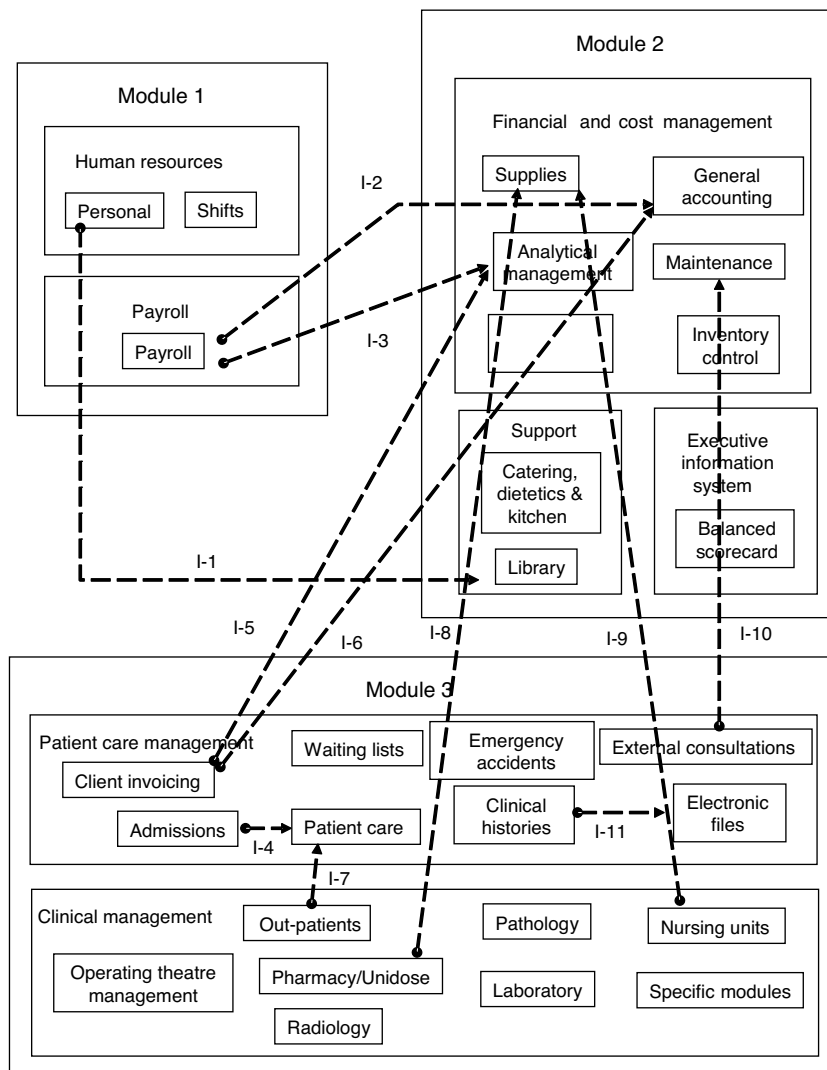 Module 1
Human resources
Personal
Shifts
Payroll
Payroll
I-2
I-3
I-1
Module 2
Financial and cost management
Supplies
General
accounting
Analytical
management
Maintenance
Inventory
control
Support
Catering,
dietetics &
kitchen
Library
Executive
information
system
Balanced
scorecard
I-5
I-6
I-8
I-9
I-10
Module 3
Patient care management
Waiting lists
Emergency
accidents
External consultations
Client invoicing
Admissions
I-4
Patient care
Clinical
histories
I-11
Electronic
files
I-7
Clinical management
Out-patients
Pathology
Nursing units
Operating theatre
management
Pharmacy/Unidose
Laboratory
Specific modules
Radiology